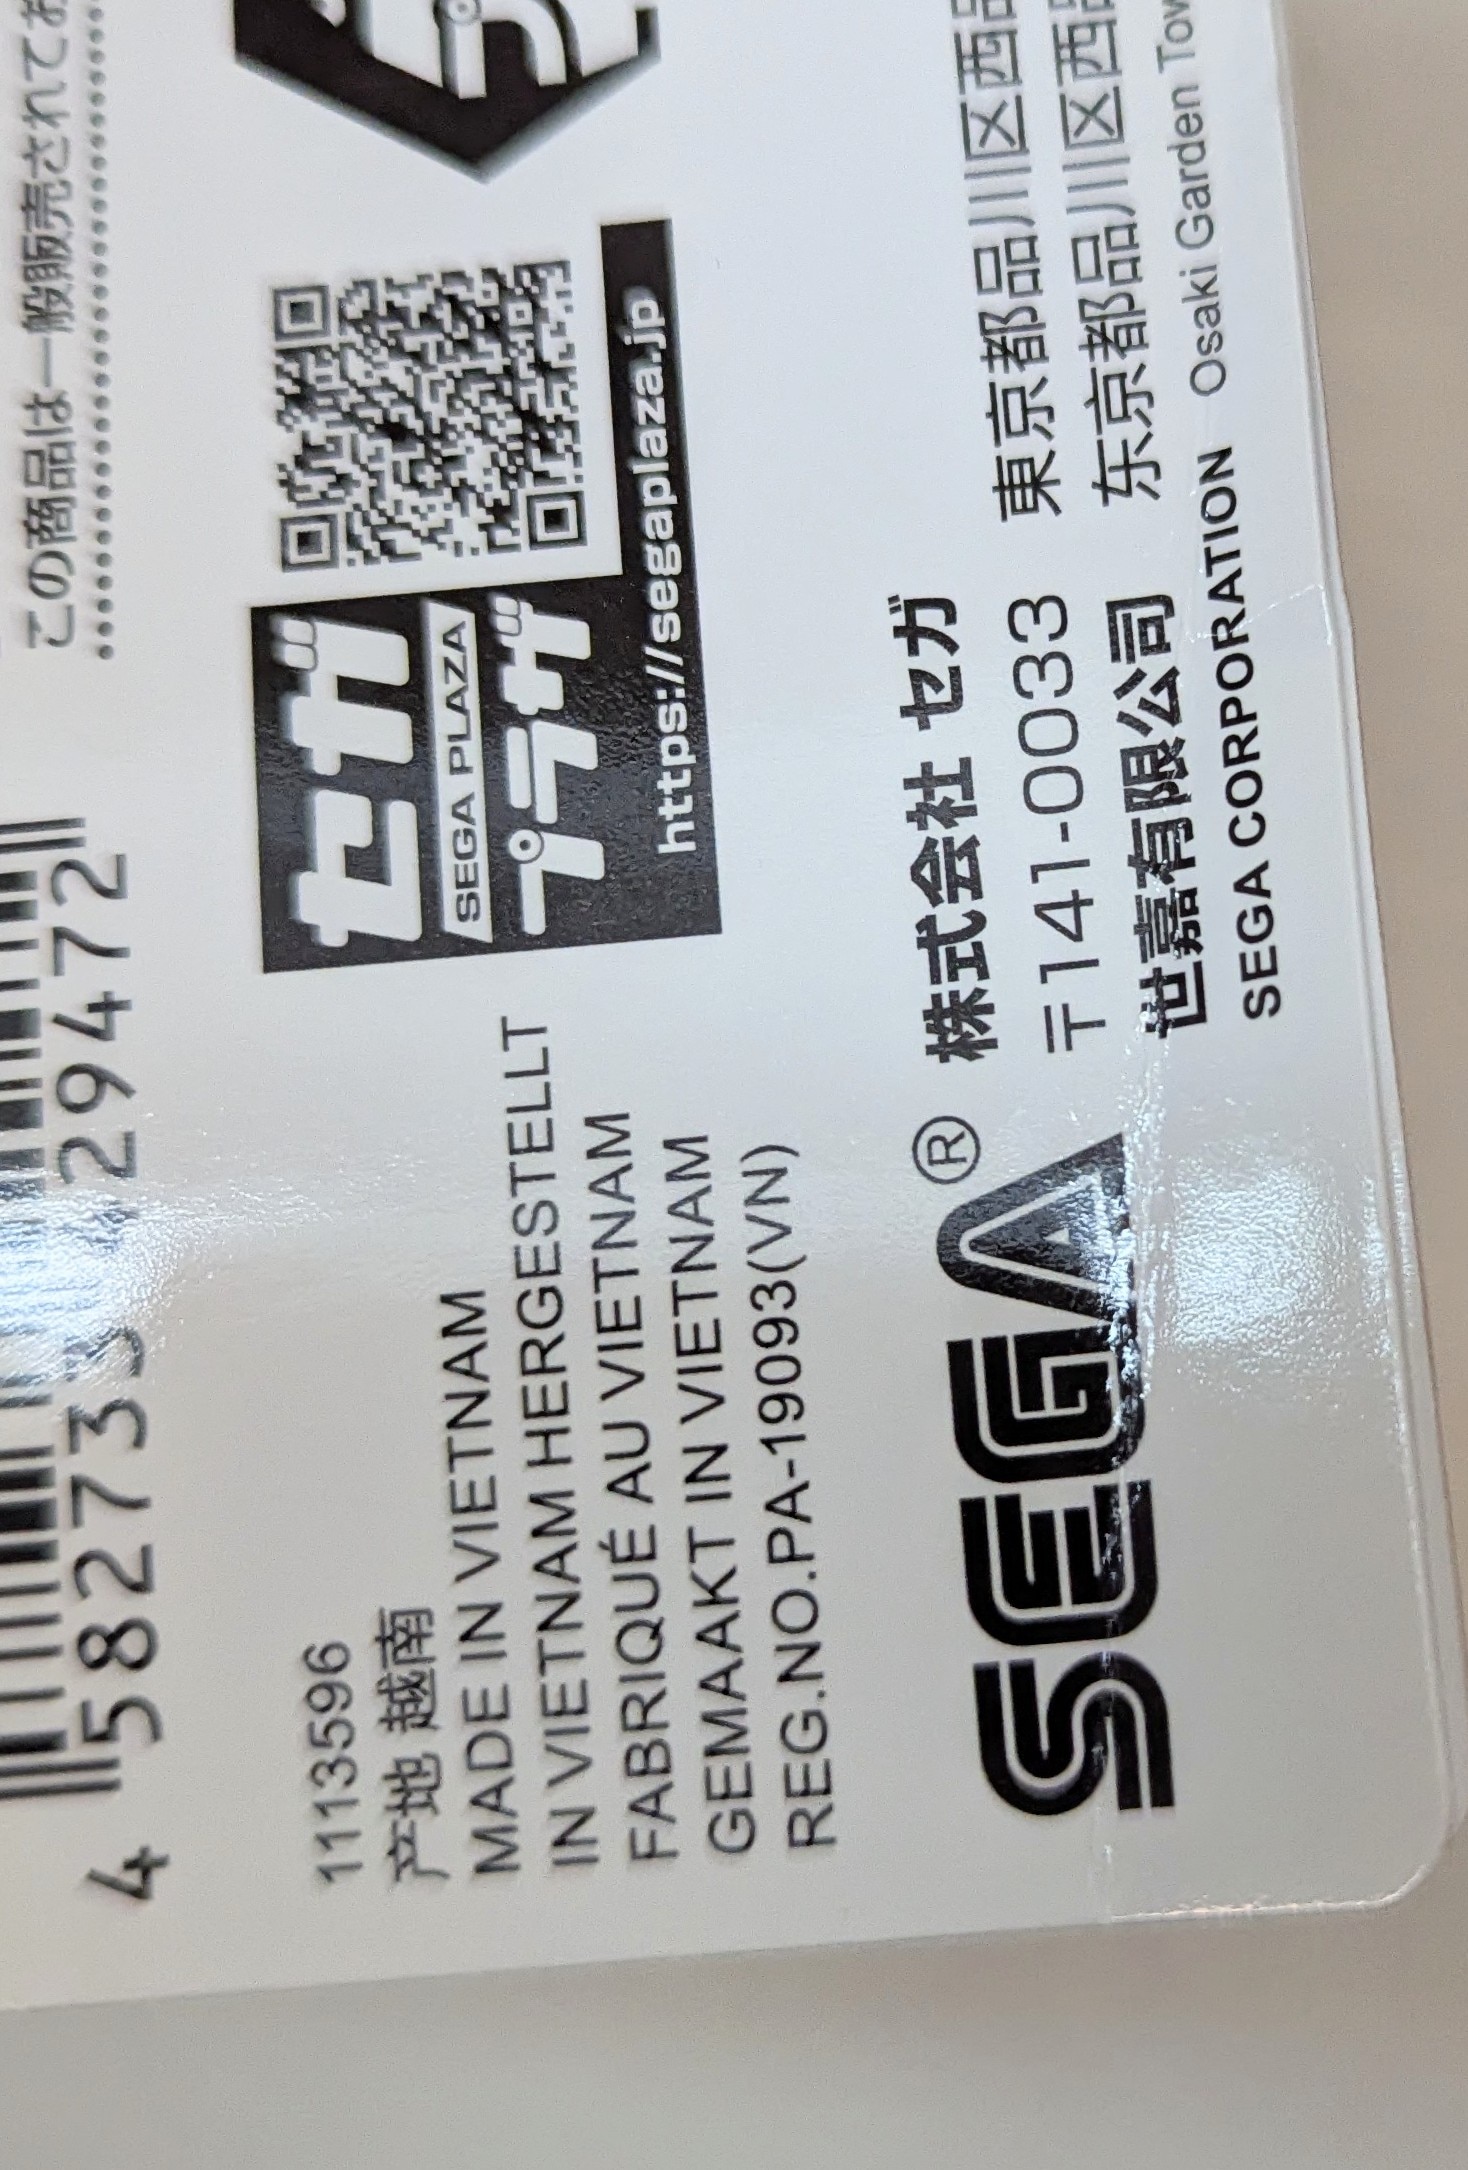 この商品は一般販売されてお
4 582733 429472
1113596
产地 越南
MADE IN VIETNAM
IN VIETNAM HERGESTELLT
FABRIQUÉ AU VIETNAM
GEMAAKT IN VIETNAM
REG.NO.PA-19093(VN)
セガ
SEGA PLAZA
プラザ
https://segaplaza.jp
SEGA®
株式会社 セガ
〒141-0033 東京都品川区西品
世嘉有限公司 东京都品川区西品
SEGA CORPORATION Osaki Garden Tow